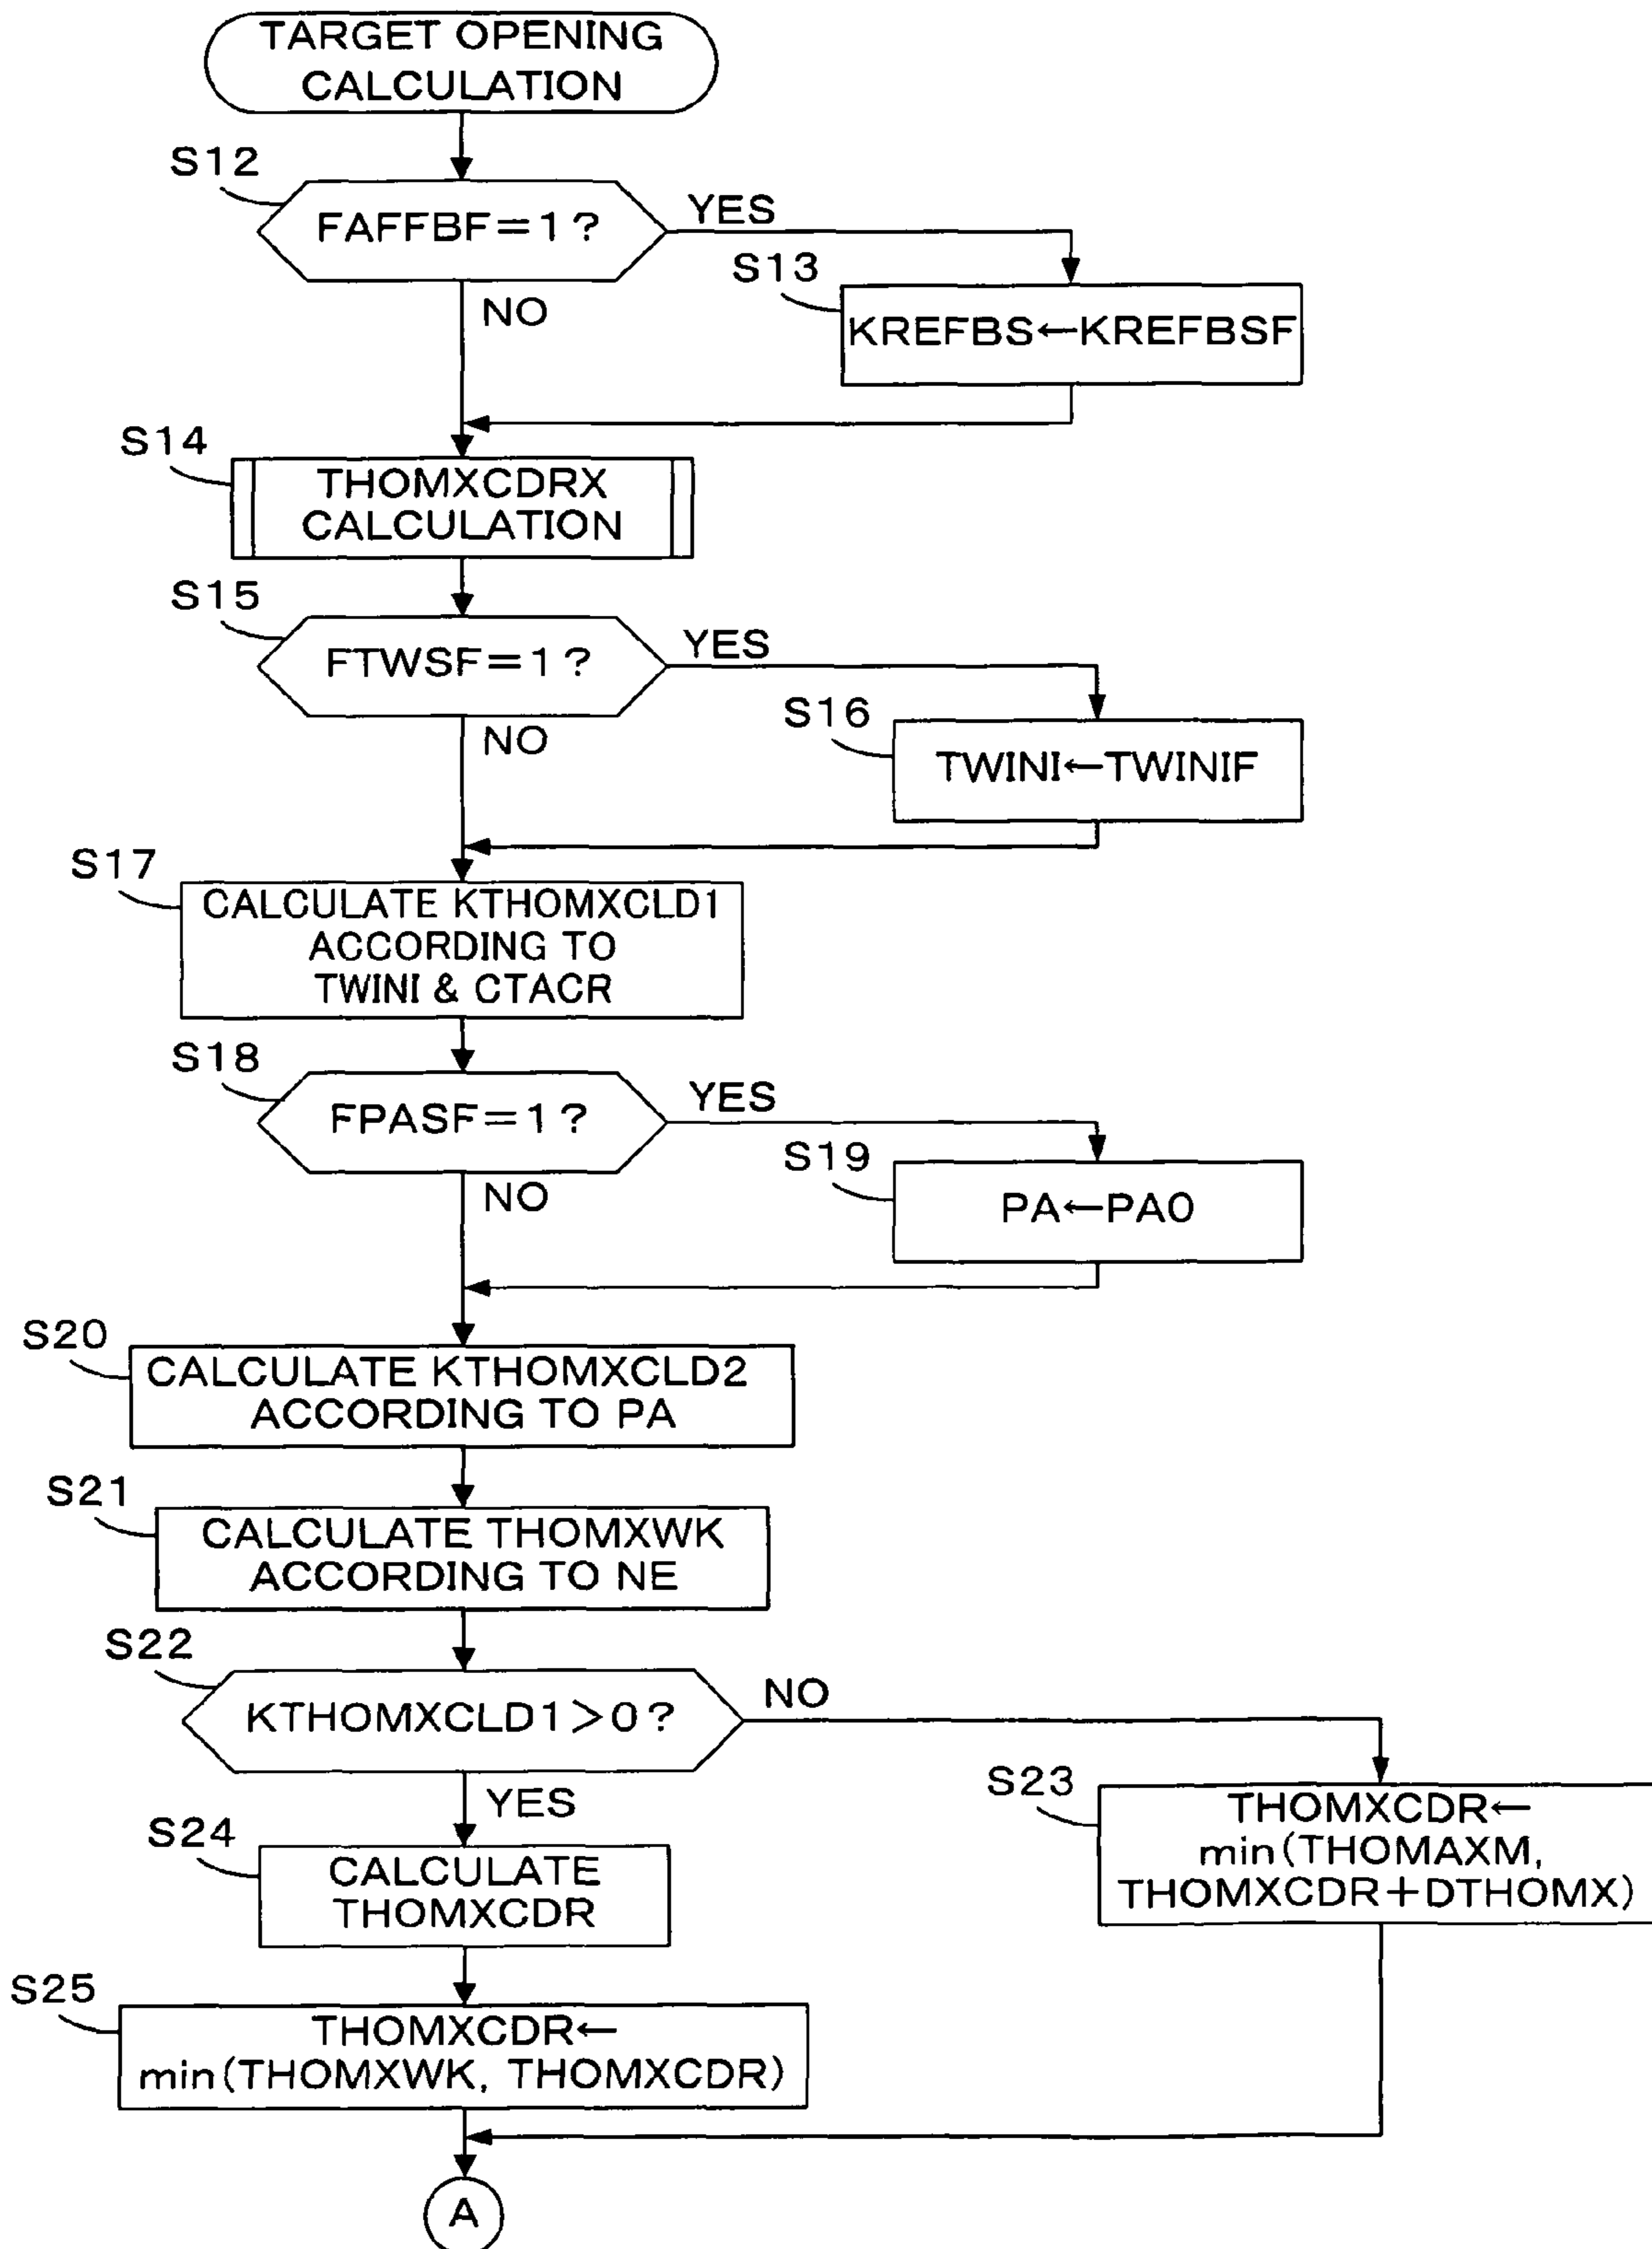 TARGET OPENING
CALCULATION
S12
FAFFBF=1?
YES
NO
S13
KREFBS←KREFBSF
S14
THOMXCDRX
CALCULATION
S15
FTWSF=1?
YES
NO
S16
TWINI←TWINIF
S17
CALCULATE KTHOMXCLD1
ACCORDING TO
TWINI & CTACR
S18
FPASF=1?
YES
NO
S19
PA←PA0
S20
CALCULATE KTHOMXCLD2
ACCORDING TO PA
S21
CALCULATE THOMXWK
ACCORDING TO NE
S22
KTHOMXCLD1>0?
NO
YES
S23
THOMXCDR←
min(THOMAXM,
THOMXCDR+DTHOMX)
S24
CALCULATE
THOMXCDR
S25
THOMXCDR←
min(THOMXWK, THOMXCDR)
A